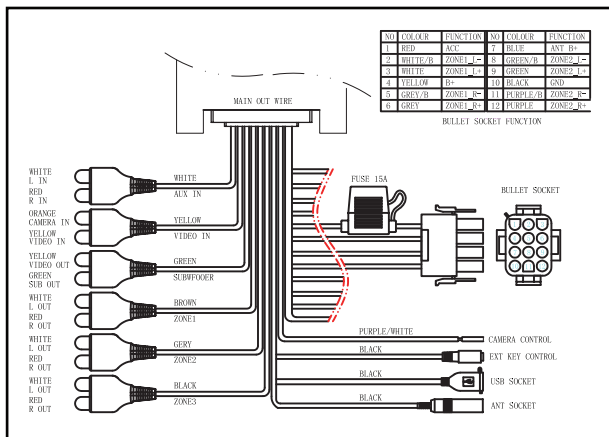 NO COLOUR FUNCTION NO COLOUR FUNCTION
1 RED ACC 7 BLUE ANT B+
2 WHITE/B ZONE1_L- 8 GREEN/B ZONE2_L-
3 WHITE ZONE1_L+ 9 GREEN ZONE2_L+
4 YELLOW B+ 10 BLACK GND
5 GREY/B ZONE1_R- 11 PURPLE/B ZONE2_R-
6 GREY ZONE1_R+ 12 PURPLE ZONE2_R+
BULLET SOCKET FUNCTION
MAIN OUT WIRE
WHITE
L IN
RED
R IN
WHITE
AUX IN
ORANGE
CAMERA IN
YELLOW
VIDEO IN
YELLOW
VIDEO IN
YELLOW
VIDEO OUT
GREEN
SUB OUT
GREEN
SUBWFOOER
WHITE
L OUT
RED
R OUT
BROWN
ZONE1
WHITE
L OUT
RED
R OUT
GERY
ZONE2
WHITE
L OUT
RED
R OUT
BLACK
ZONE3
FUSE 15A
BULLET SOCKET
PURPLE/WHITE
CAMERA CONTROL
BLACK
EXT KEY CONTROL
BLACK
USB SOCKET
BLACK
ANT SOCKET